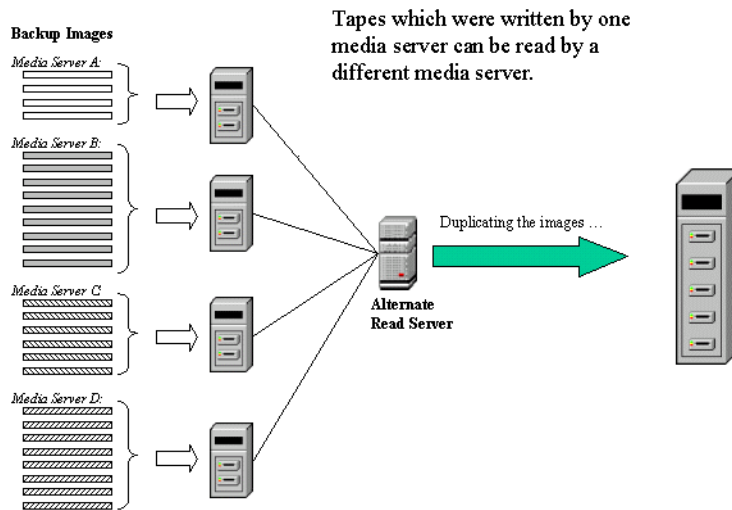 Tapes which were written by one
media server can be read by a
different media server.
Backup Images
Media Server A:
Media Server B:
Media Server C
Media Server D:
Duplicating the images ...
Alternate
Read Server